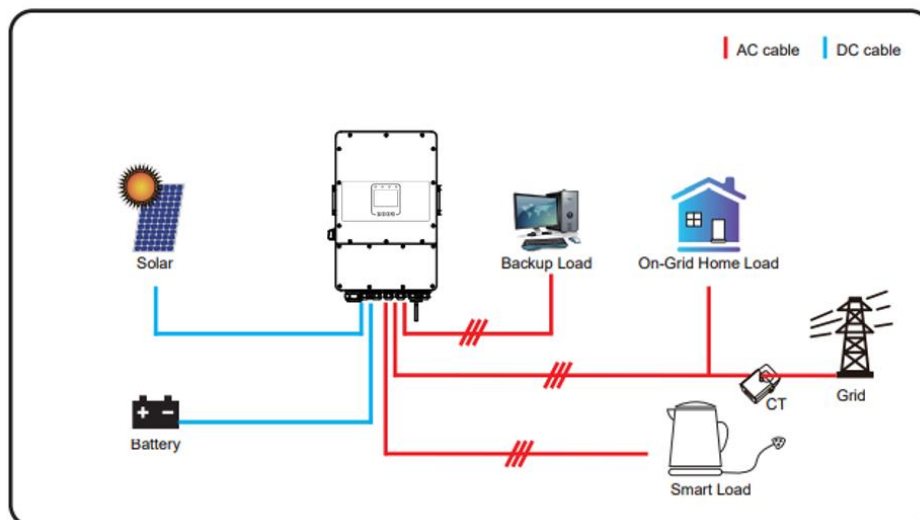 AC cable DC cable
Solar
Backup Load
On-Grid Home Load
CT
Grid
Battery
Smart Load